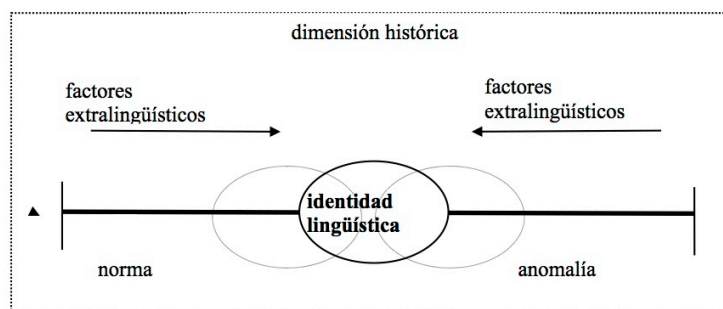 dimensión histórica
factores
extralingüísticos
factores
extralingüísticos
identidad
lingüística
norma
anomalía